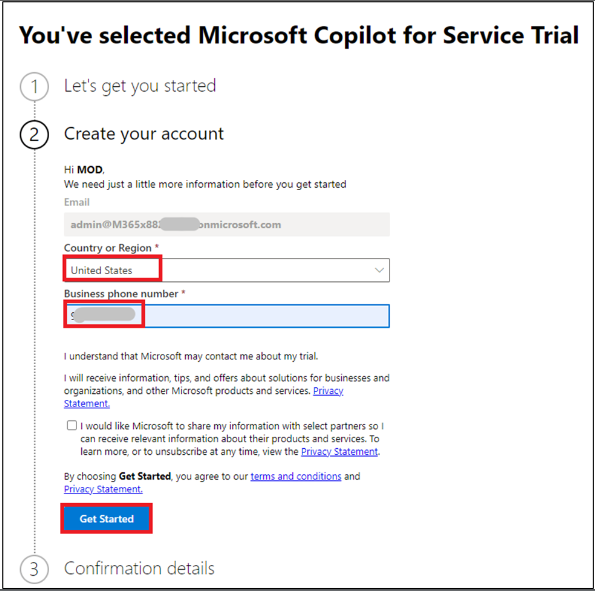 You've selected Microsoft Copilot for Service Trial
1 Let's get you started
2 Create your account
Hi MOD,
We need just a little more information before you get started
Email
admin@M365x882 onmicrosoft.com
Country or Region *
United States
Business phone number *
I understand that Microsoft may contact me about my trial.
I will receive information, tips, and offers about solutions for businesses and
organizations, and other Microsoft products and services. Privacy
Statement.
I would like Microsoft to share my information with select partners so I
can receive relevant information about their products and services. To
learn more, or to unsubscribe at any time, view the Privacy Statement.
By choosing Get Started, you agree to our terms and conditions and
Privacy Statement.
Get Started
3 Confirmation details